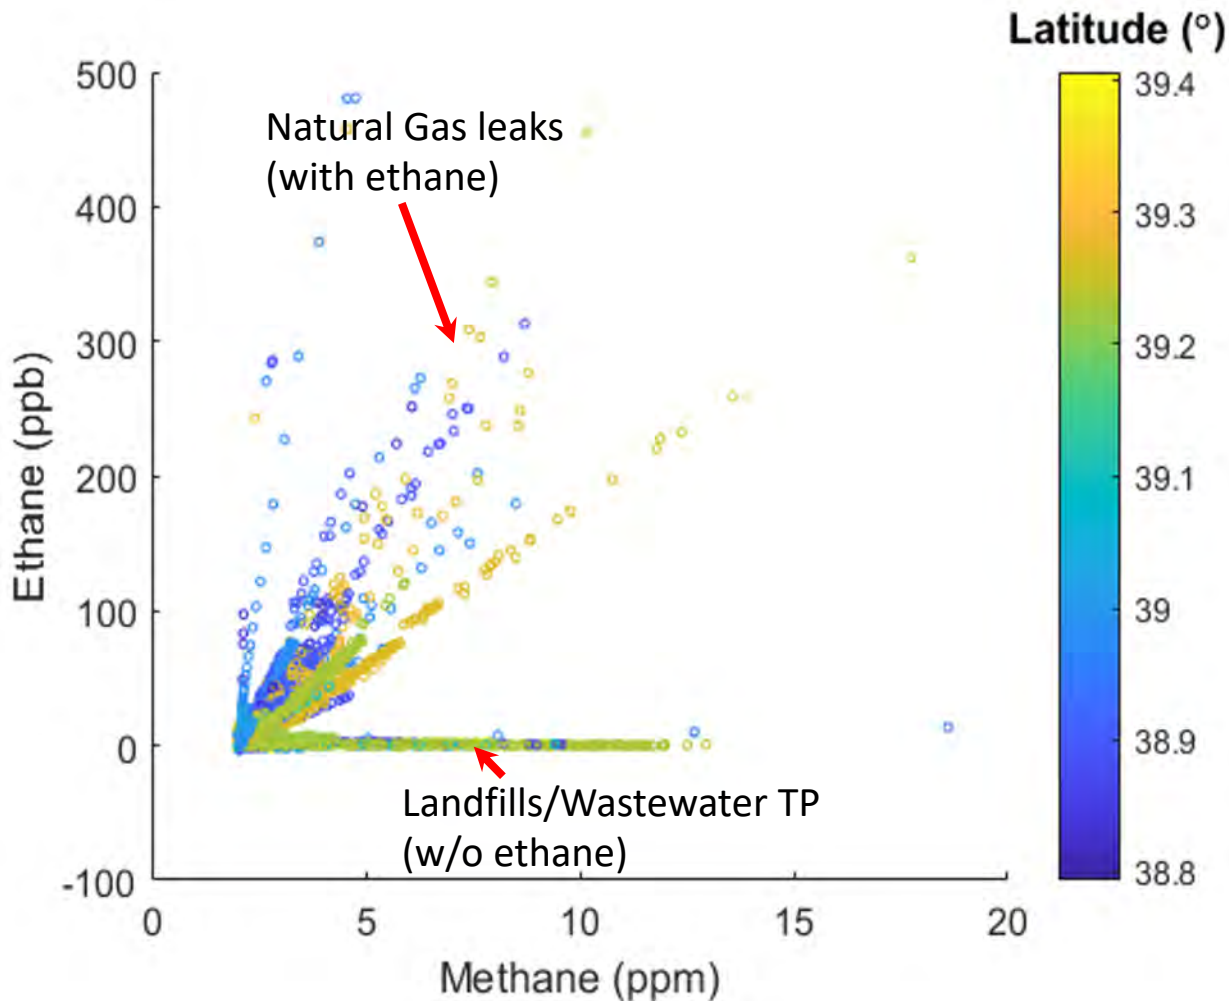 Latitude (°)
500
400
300
200
100
0
-100
Ethane (ppb)
Natural Gas leaks
(with ethane)
Landfills/Wastewater TP
(w/o ethane)
0
5
10
15
20
Methane (ppm)
39.4
39.3
39.2
39.1
39
38.9
38.8